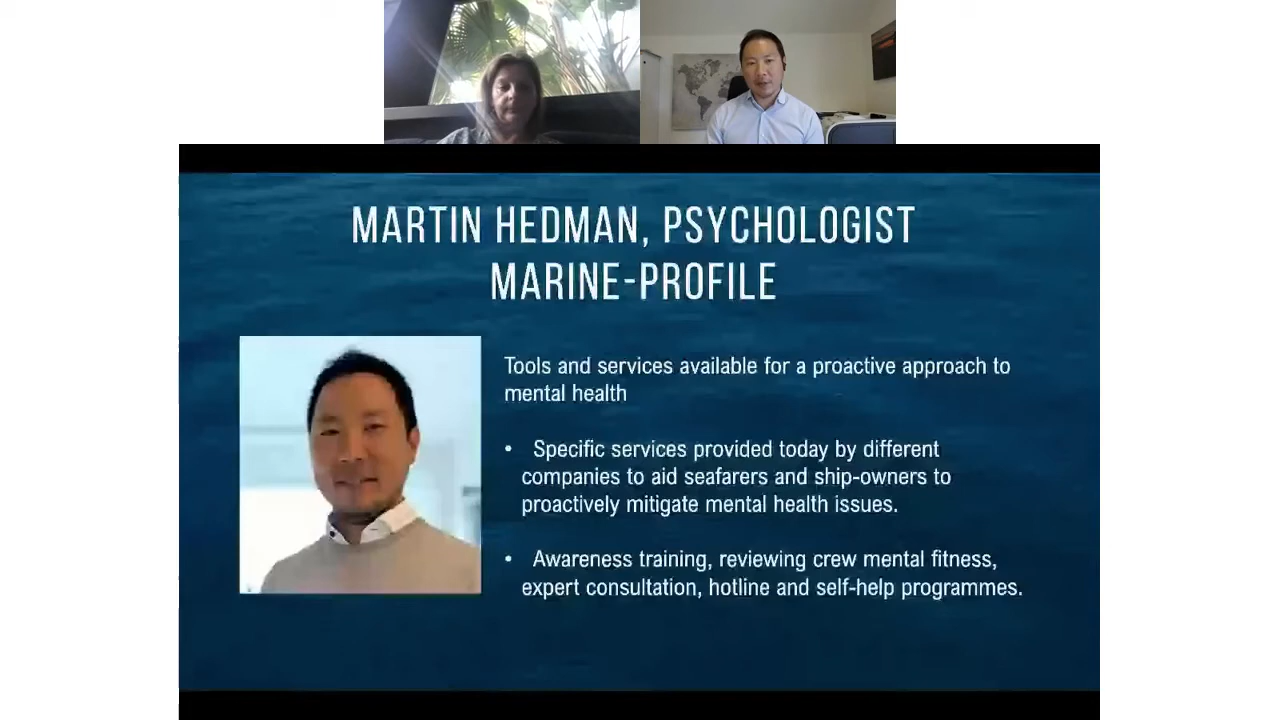 MARTIN HEDMAN, PSYCHOLOGIST
MARINE-PROFILE
Tools and services available for a proactive approach to
mental health
• Specific services provided today by different
companies to aid seafarers and ship-owners to
proactively mitigate mental health issues.
• Awareness training, reviewing crew mental fitness,
expert consultation, hotline and self-help programmes.